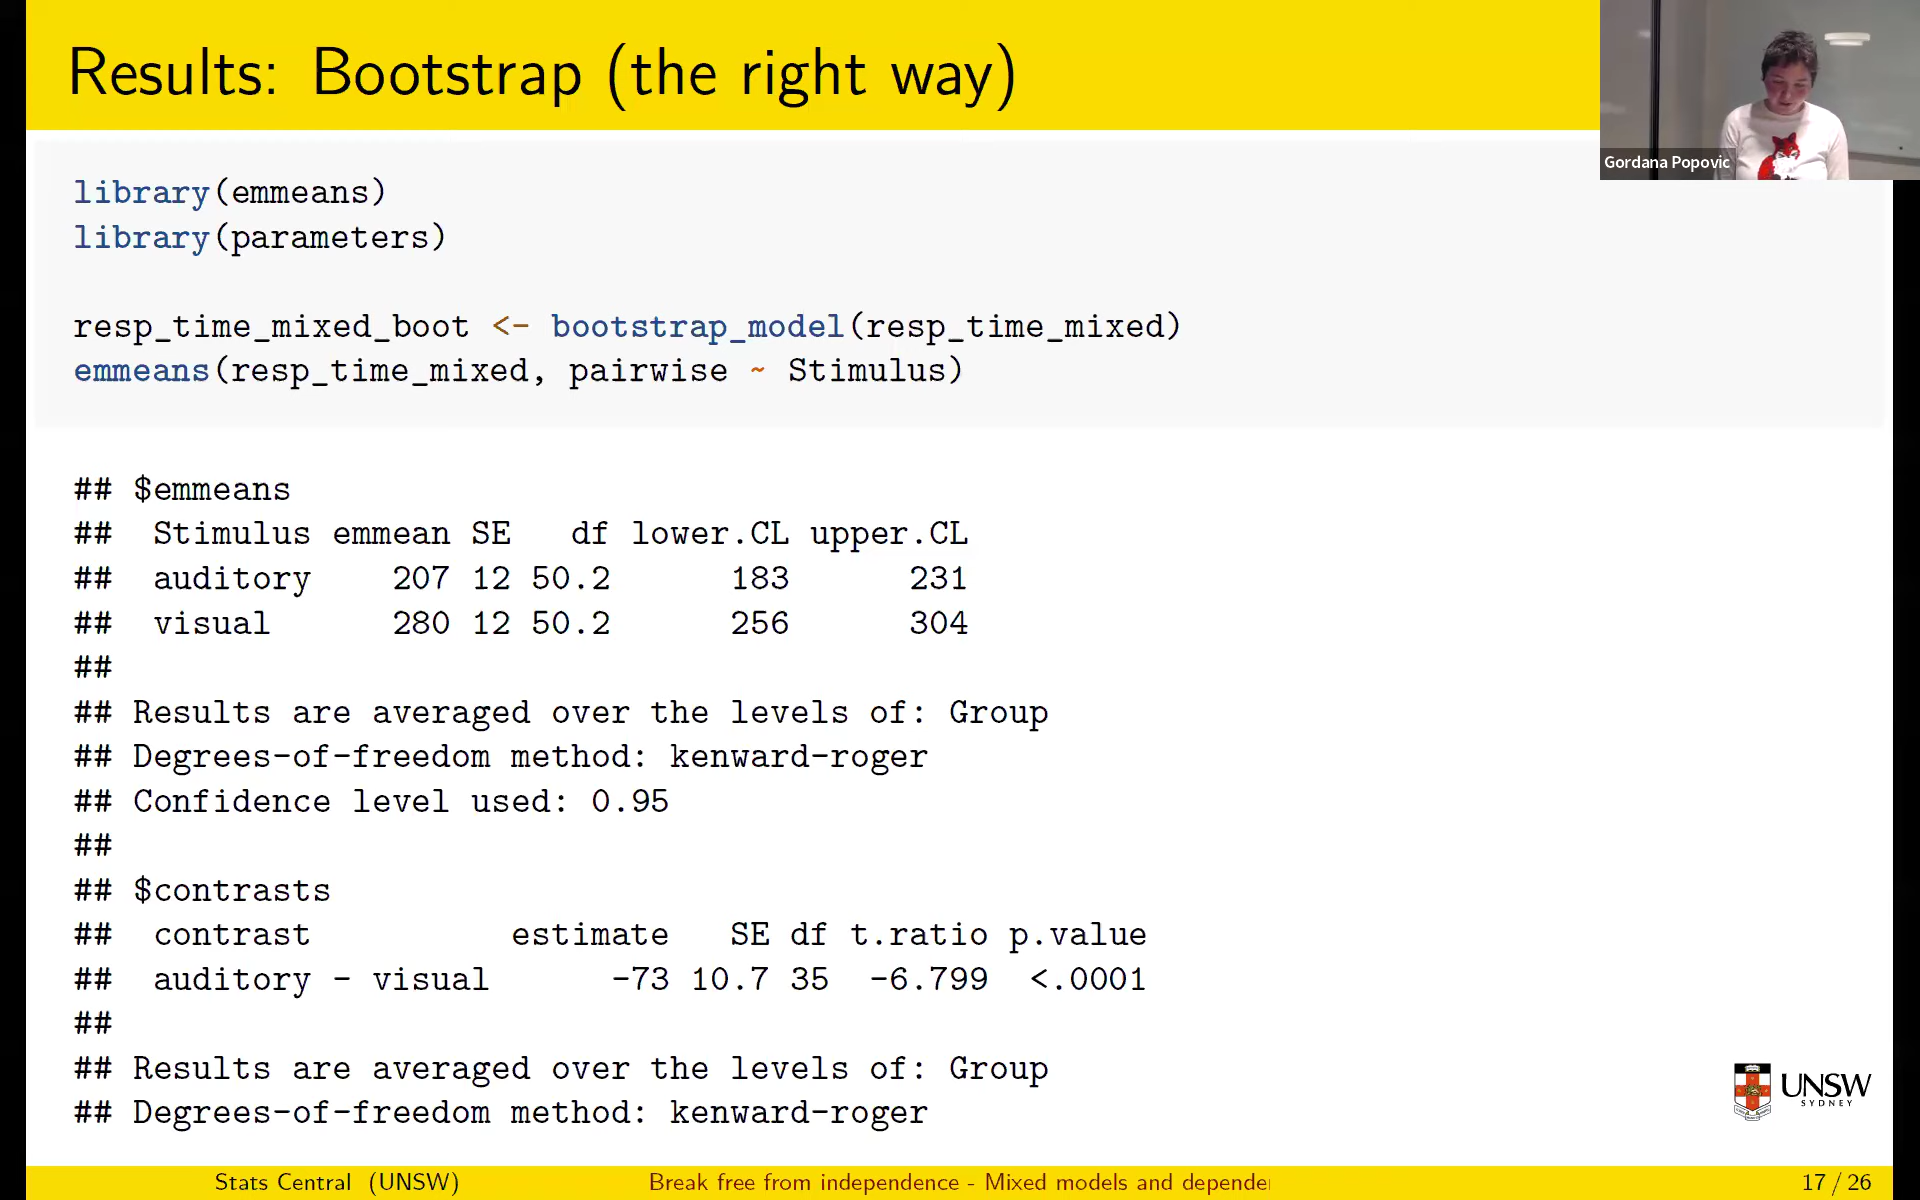 Results: Bootstrap (the right way)
Gordana Popovic
library(emmeans)
library(parameters)
resp_time_mixed_boot <- bootstrap_model(resp_time_mixed)
emmeans(resp_time_mixed, pairwise ~ Stimulus)
## $emmeans
##  Stimulus emmean SE   df lower.CL upper.CL
##  auditory    207 12 50.2      183      231
##  visual      280 12 50.2      256      304
##
## Results are averaged over the levels of: Group
## Degrees-of-freedom method: kenward-roger
## Confidence level used: 0.95
##
## $contrasts
##  contrast          estimate   SE df t.ratio p.value
##  auditory - visual      -73 10.7 35  -6.799  <.0001
##
## Results are averaged over the levels of: Group
## Degrees-of-freedom method: kenward-roger
UNSW
SYDNEY
Stats Central (UNSW)
Break free from independence - Mixed models and depende
17 / 26